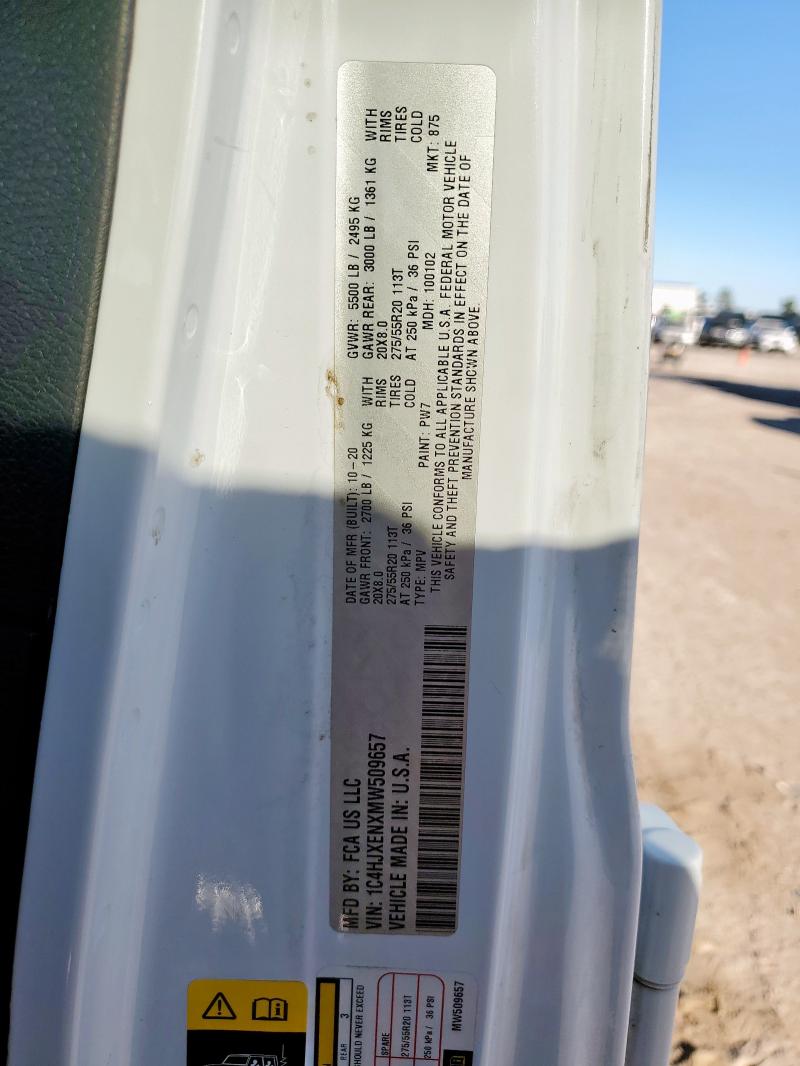 MFD BY: FCA US LLC
VIN: 1C4HJXENXMW509657
VEHICLE MADE IN: U.S.A.
DATE OF MFR (BUILT): 10-20 GVWR: 5500 LB / 2495 KG
GAWR FRONT: 2700 LB / 1225 KG WITH GAWR REAR: 3000 LB / 1361 KG WITH
20X8.0 RIMS 20X8.0 RIMS
275/55R20 113T TIRES 275/55R20 113T TIRES
AT 250 kPa / 36 PSI COLD AT 250 kPa / 36 PSI COLD
TYPE: MPV PAINT: PW7 MDH: 100102 MKT: 875
THIS VEHICLE CONFORMS TO ALL APPLICABLE U.S.A. FEDERAL MOTOR VEHICLE
SAFETY AND THEFT PREVENTION STANDARDS IN EFFECT ON THE DATE OF
MANUFACTURE SHOWN ABOVE.
REAR 3
SHOULD NEVER EXCEED
SPARE
275/55R20 113T
250 kPa / 36 PSI
MW509657